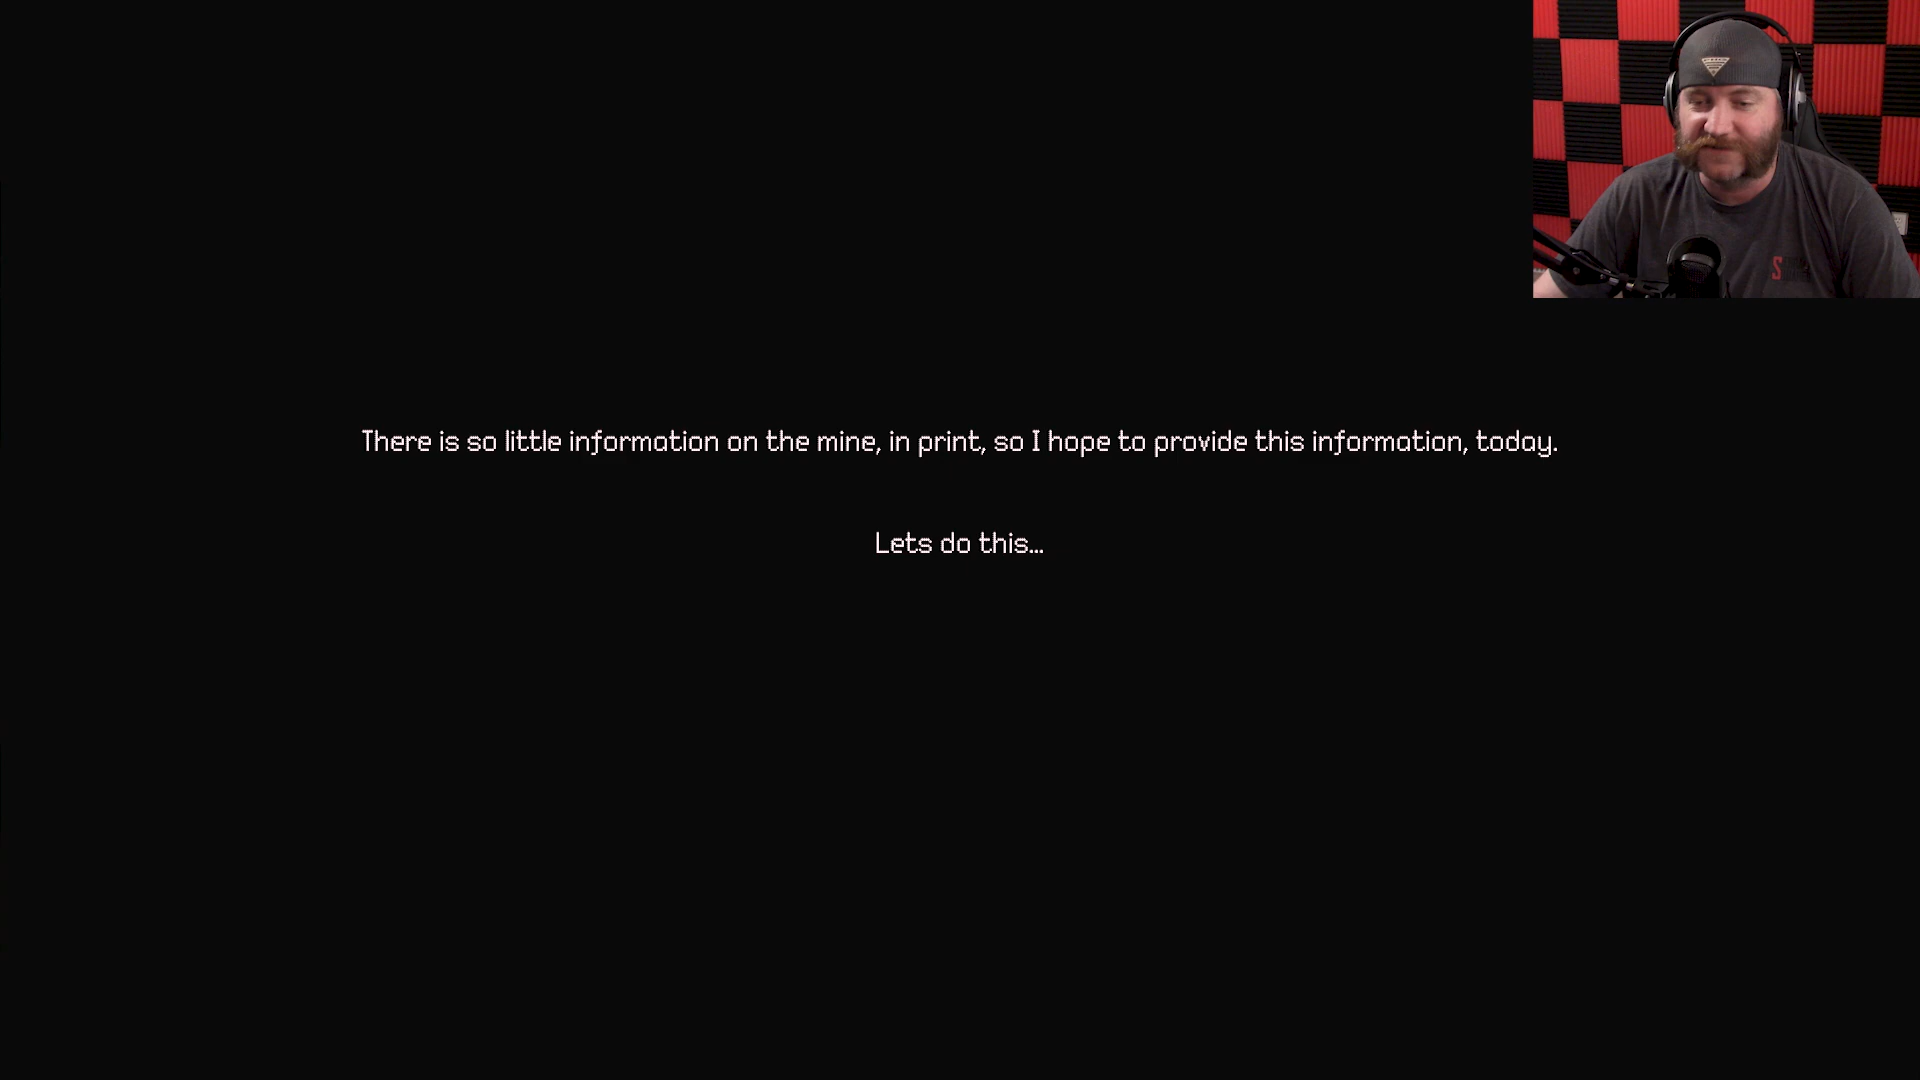 There is so little information on the mine, in print, so I hope to provide this information, today.
Lets do this...